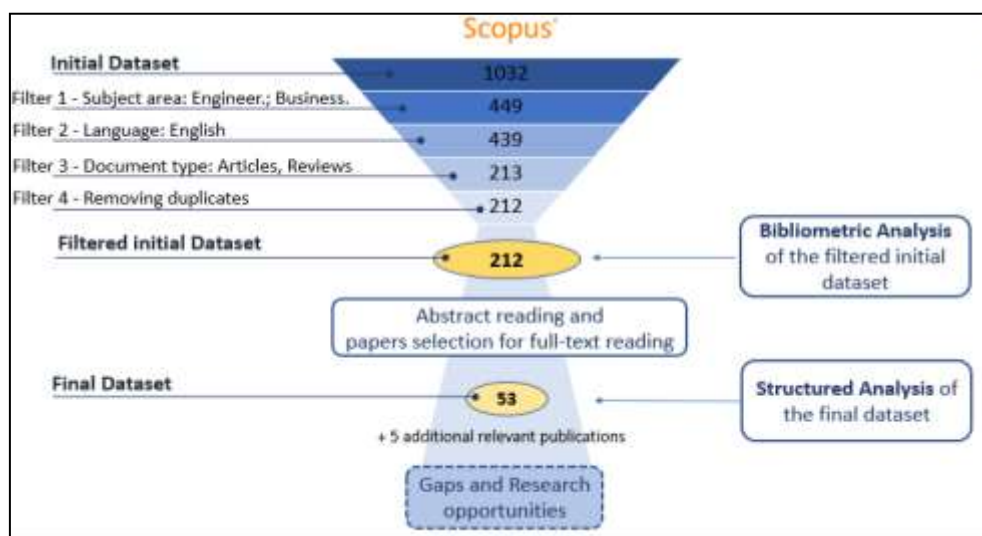 Scopus®
Initial Dataset
1032
Filter 1 - Subject area: Engineer.; Business.
449
Filter 2 - Language: English
439
Filter 3 - Document type: Articles, Reviews
213
Filter 4 - Removing duplicates
212
Filtered initial Dataset
212
Bibliometric Analysis
of the filtered initial
dataset
Abstract reading and
papers selection for full-text reading
Final Dataset
53
Structured Analysis of
the final dataset
+ 5 additional relevant publications
Gaps and Research
opportunities